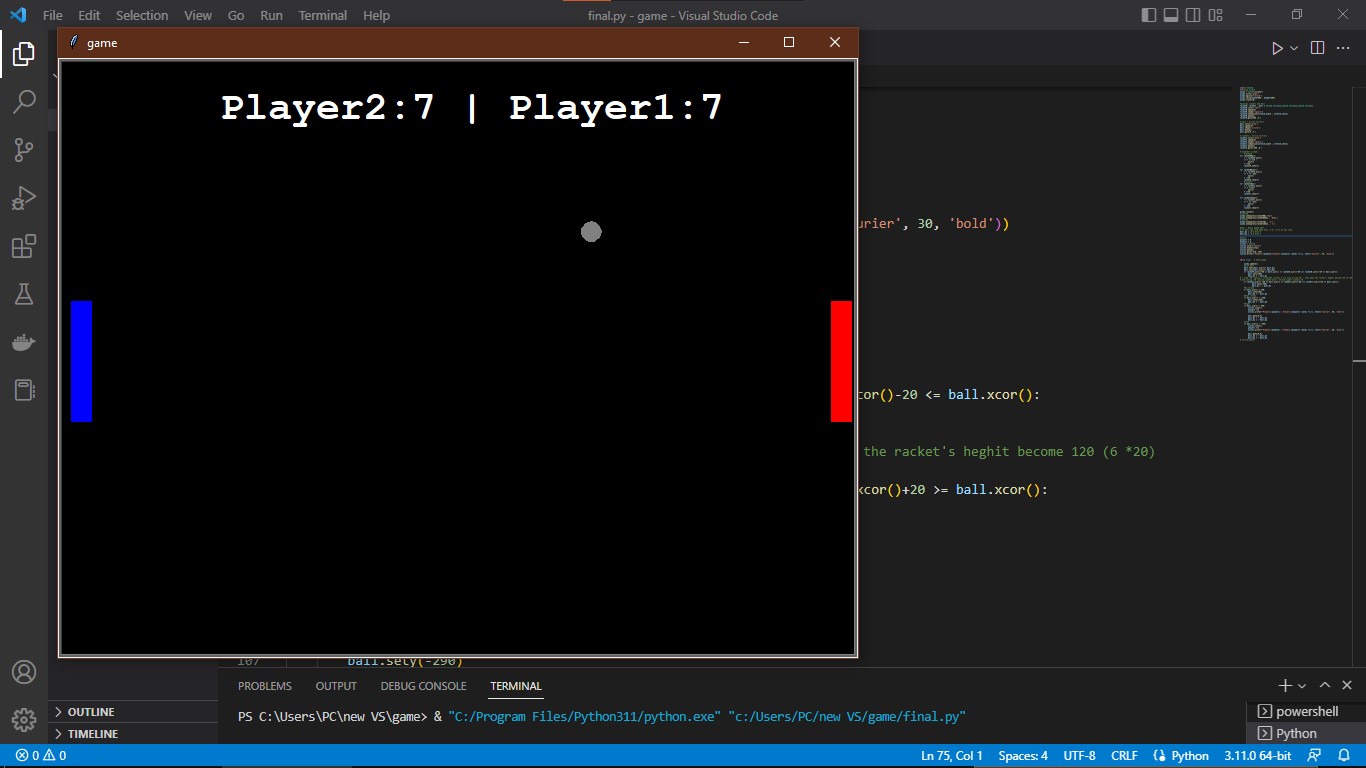 File Edit Selection View Go Run Terminal Help
final.py - game - Visual Studio Code
game
Player2:7 | Player1:7
'bold'))
, 30,
cor()-20 <= ball.xcor():
the racket's heghit become 120 (6 *20)
xcor()+20 >= ball.xcor():
107 ball.sety(-290)
OUTLINE
TIMELINE
PROBLEMS OUTPUT DEBUG CONSOLE TERMINAL
PS C:\Users\PC\new VS\game> & "C:/Program Files/Python311/python.exe" "c:/Users/PC/new VS/game/final.py"
powershell
Python
0 0
Ln 75, Col 1 Spaces: 4 UTF-8 CRLF Python 3.11.0 64-bit